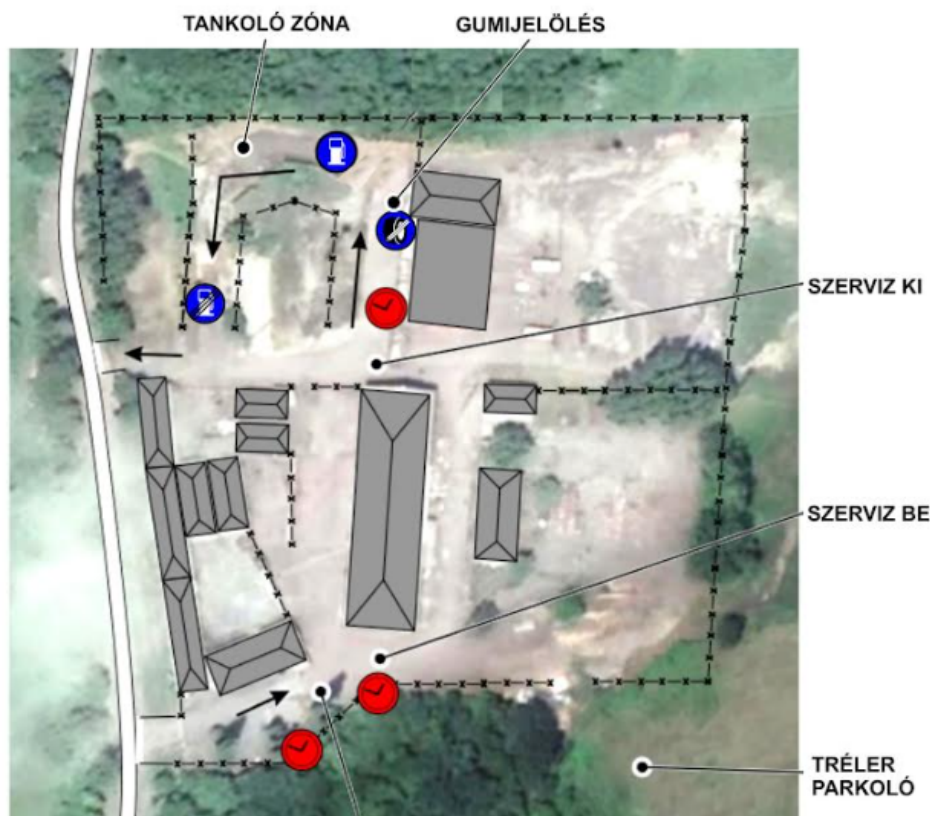 TANKOLÓ ZÓNA
GUMIJELÖLÉS
SZERVIZ KI
SZERVIZ BE
TRÉLER
PARKOLÓ